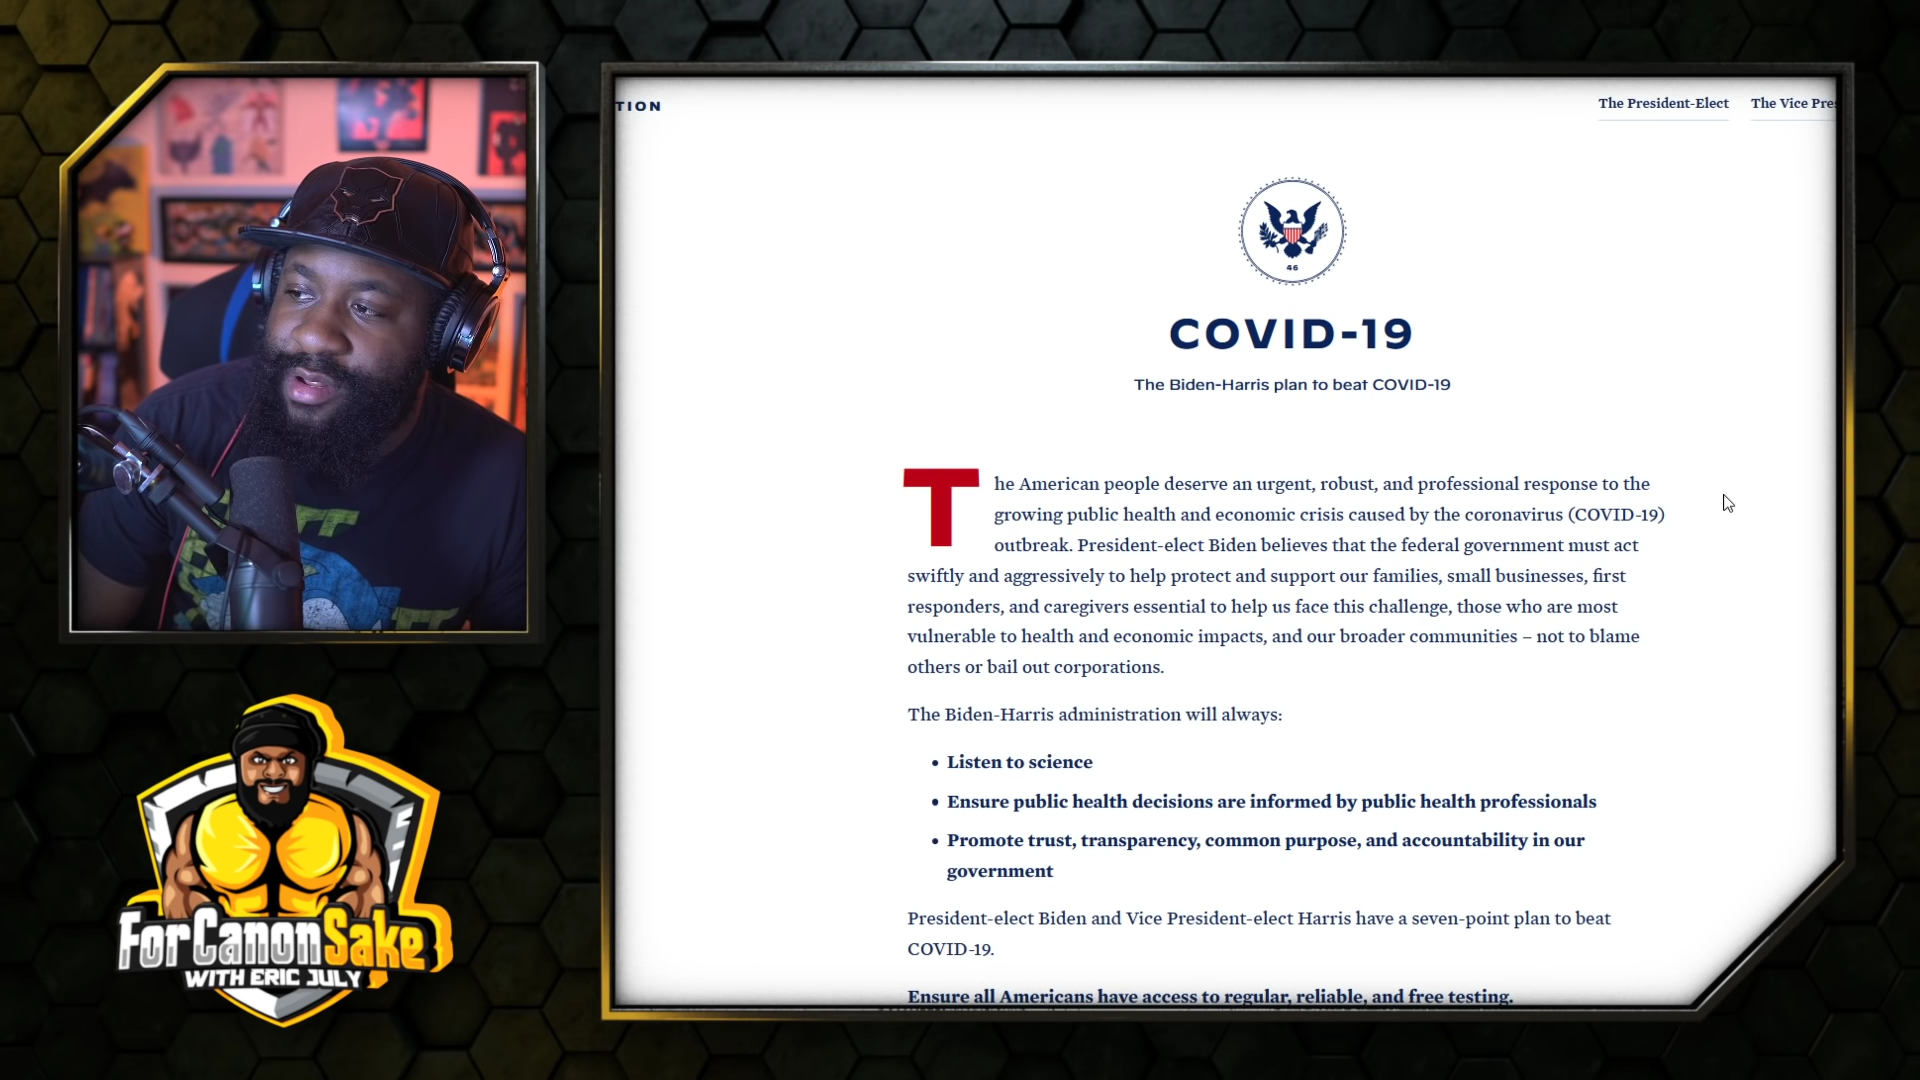 TION
The President-Elect
The Vice Pres
46
COVID-19
The Biden-Harris plan to beat COVID-19
The American people deserve an urgent, robust, and professional response to the
growing public health and economic crisis caused by the coronavirus (COVID-19)
outbreak. President-elect Biden believes that the federal government must act
swiftly and aggressively to help protect and support our families, small businesses, first
responders, and caregivers essential to help us face this challenge, those who are most
vulnerable to health and economic impacts, and our broader communities – not to blame
others or bail out corporations.
The Biden-Harris administration will always:
• Listen to science
• Ensure public health decisions are informed by public health professionals
• Promote trust, transparency, common purpose, and accountability in our
government
President-elect Biden and Vice President-elect Harris have a seven-point plan to beat
COVID-19.
Ensure all Americans have access to regular, reliable, and free testing.
ForCanonSake
WITH ERIC JULY